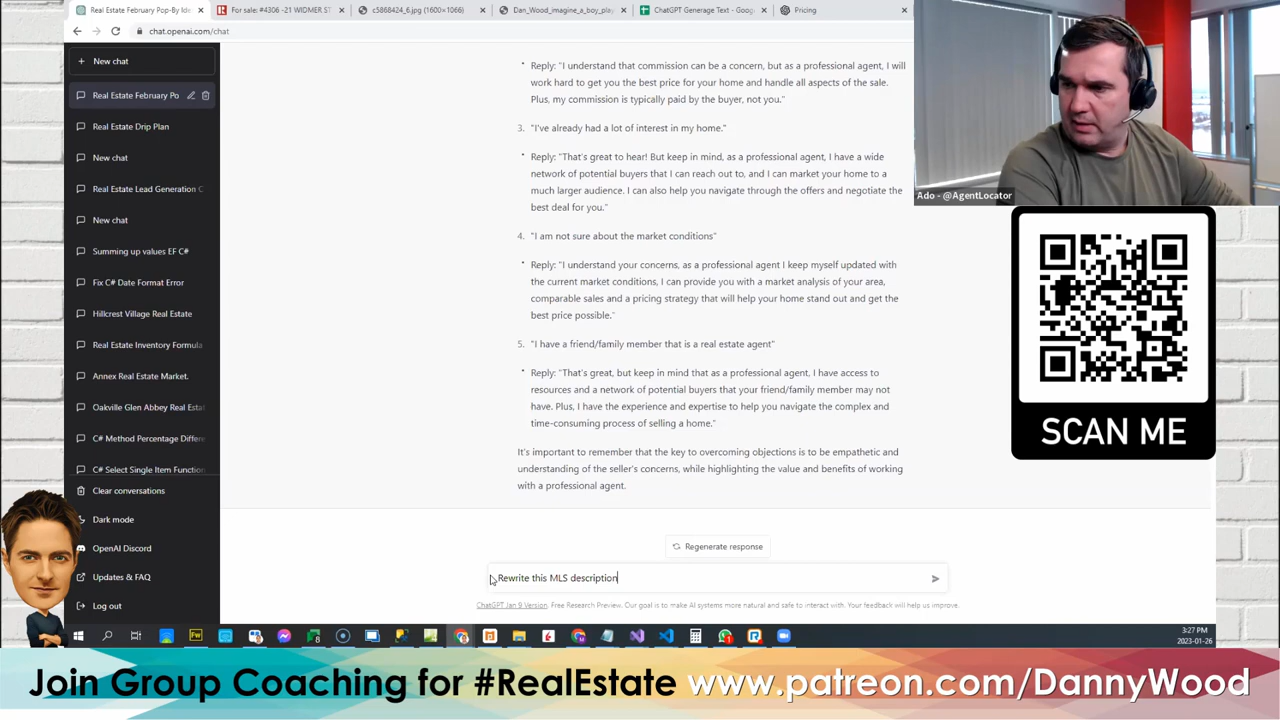 Real Estate February Pop-By Ide
For sale: #4306 -21 WIDMER ST
c5868424_6.jpg (1600×1066)
Dan_Wood_imagine_a_boy_play
ChatGPT Generage Text - Goog
Pricing
chat.openai.com/chat
New chat
Real Estate February Po
Real Estate Drip Plan
New chat
Real Estate Lead Generation C
New chat
Summing up values EF C#
Fix C# Date Format Error
Hillcrest Village Real Estate
Real Estate Inventory Formula
Annex Real Estate Market.
Oakville Glen Abbey Real Estat
C# Method Percentage Differe
C# Select Single Item Function
Clear conversations
Dark mode
OpenAI Discord
Updates & FAQ
Log out
• Reply: "I understand that commission can be a concern, but as a professional agent, I will
work hard to get you the best price for your home and handle all aspects of the sale.
Plus, my commission is typically paid by the buyer, not you."
3. "I've already had a lot of interest in my home."
• Reply: "That's great to hear! But keep in mind, as a professional agent, I have a wide
network of potential buyers that I can reach out to, and I can market your home to a
much larger audience. I can also help you navigate through the offers and negotiate the
best deal for you."
4. "I am not sure about the market conditions"
• Reply: "I understand your concerns, as a professional agent I keep myself updated with
the current market conditions, I can provide you with a market analysis of your area,
comparable sales and a pricing strategy that will help your home stand out and get the
best price possible."
5. "I have a friend/family member that is a real estate agent"
• Reply: "That's great, but keep in mind that as a professional agent, I have access to
resources and a network of potential buyers that your friend/family member may not
have. Plus, I have the experience and expertise to help you navigate the complex and
time-consuming process of selling a home."
It's important to remember that the key to overcoming objections is to be empathetic and
understanding of the seller's concerns, while highlighting the value and benefits of working
with a professional agent.
Regenerate response
Rewrite this MLS description
ChatGPT Jan 9 Version. Free Research Preview. Our goal is to make AI systems more natural and safe to interact with. Your feedback will help us improve.
Ado - @AgentLocator
SCAN ME
3:27 PM
2023-01-26
Join Group Coaching for #RealEstate www.patreon.com/DannyWood